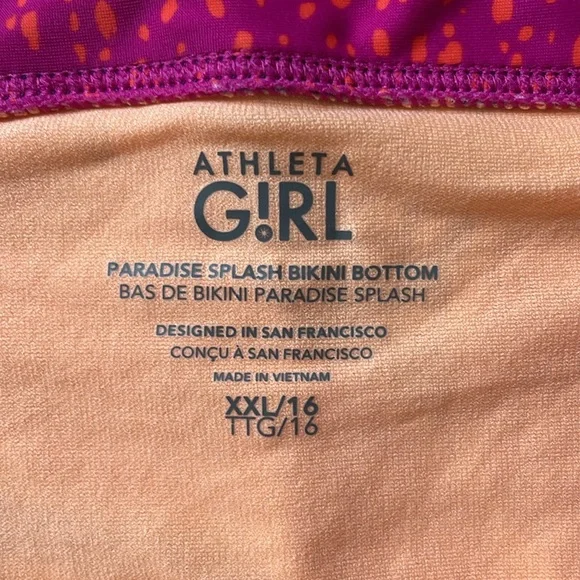 ATHLETA
G!RL
PARADISE SPLASH BIKINI BOTTOM
BAS DE BIKINI PARADISE SPLASH
DESIGNED IN SAN FRANCISCO
CONÇU À SAN FRANCISCO
MADE IN VIETNAM
XXL/16
TTG/16